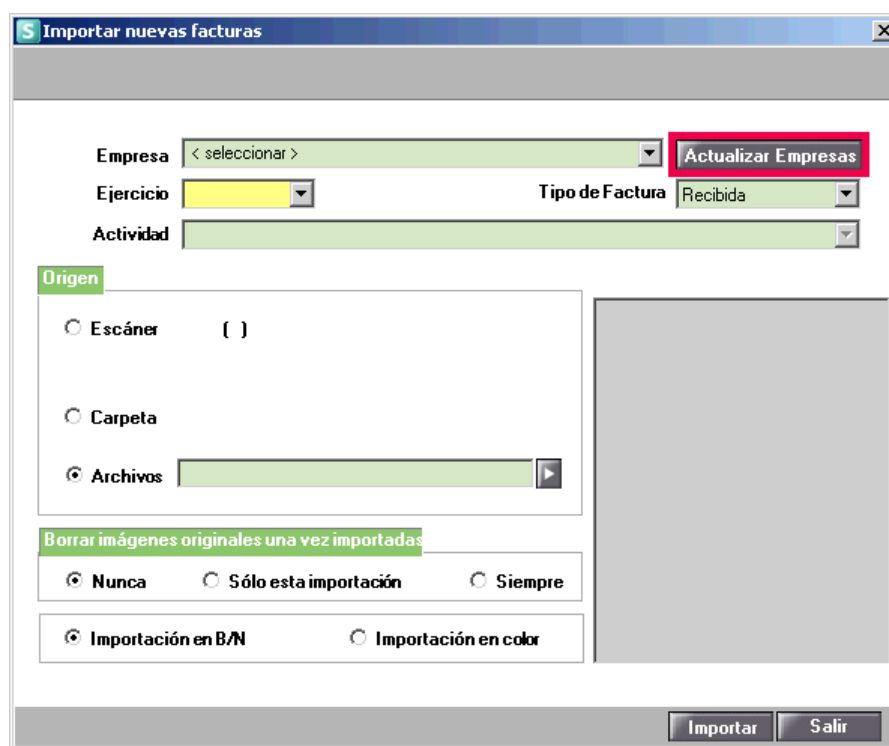 S Importar nuevas facturas X
Empresa < seleccionar > Actualizar Empresas
Ejercicio Tipo de Factura Recibida
Actividad
Origen
Escáner ( )
Carpeta
Archivos
Borrar imágenes originales una vez importadas
Nunca Sólo esta importación Siempre
Importación en B/N Importación en color
Importar Salir